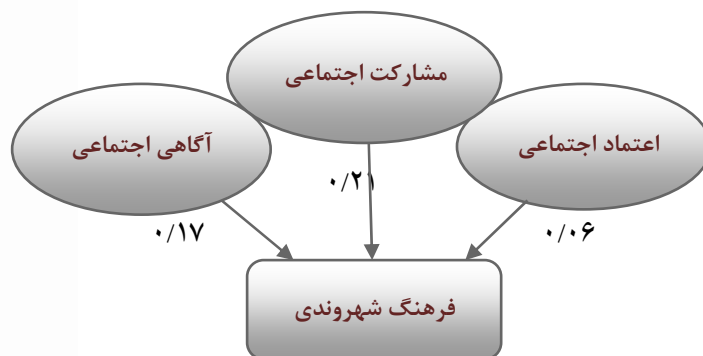 مشارکت اجتماعی
اعتماد اجتماعی
آگاهی اجتماعی
۰/۲۱
۰/۰۶
۰/۱۷
فرهنگ شهروندی